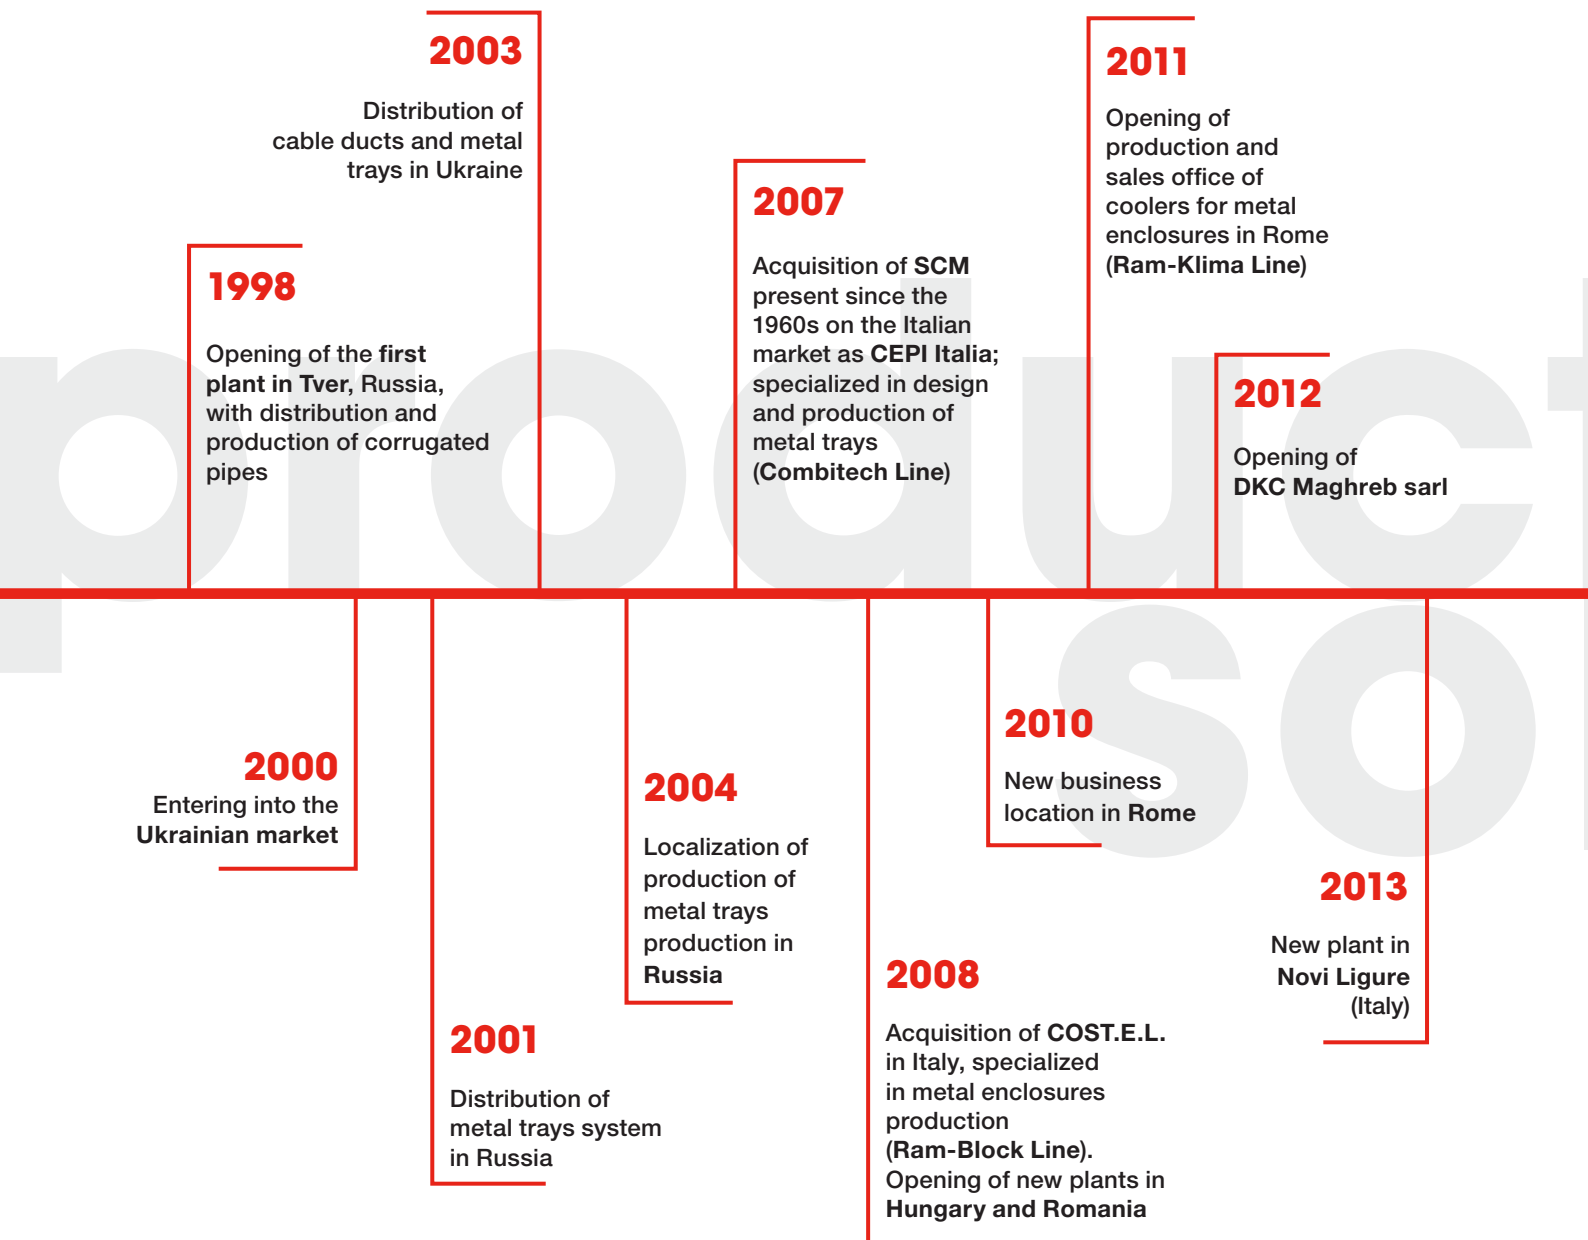 2003
Distribution of
cable ducts and metal
trays in Ukraine
2011
Opening of
production and
sales office of
coolers for metal
enclosures in Rome
(Ram-Klima Line)
2007
Acquisition of SCM
present since the
1960s on the Italian
market as CEPI Italia;
specialized in design
and production of
metal trays
(Combitech Line)
1998
Opening of the first
plant in Tver, Russia,
with distribution and
production of corrugated
pipes
2012
Opening of
DKC Maghreb sarl
product
so
2000
Entering into the
Ukrainian market
2001
Distribution of
metal trays system
in Russia
2004
Localization of
production of
metal trays
production in
Russia
2008
Acquisition of COST.E.L.
in Italy, specialized
in metal enclosures
production
(Ram-Block Line).
Opening of new plants in
Hungary and Romania
2010
New business
location in Rome
2013
New plant in
Novi Ligure
(Italy)